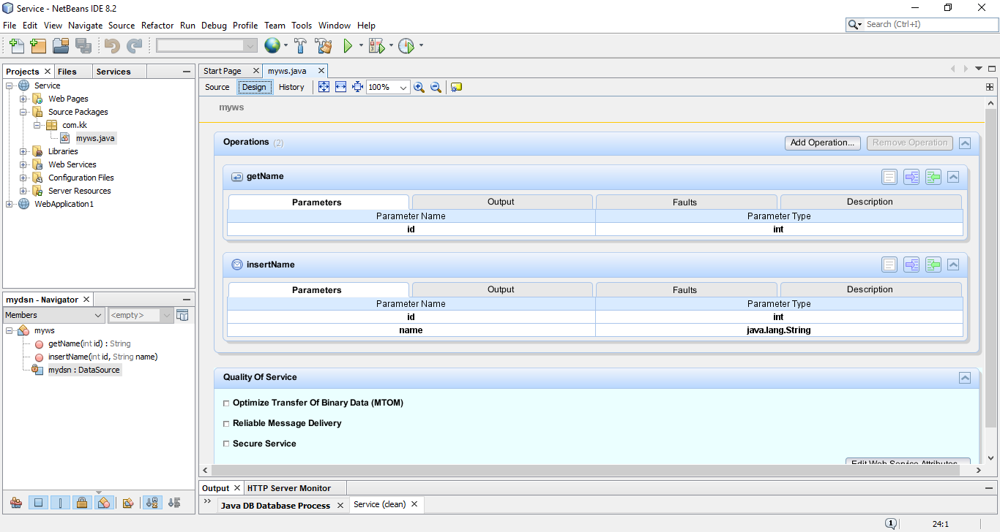 Service - NetBeans IDE 8.2
File Edit View Navigate Source Refactor Run Debug Profile Team Tools Window Help
Search (Ctrl+I)
Projects Files Services
Service
Web Pages
Source Packages
com.kk
myws.java
Libraries
Web Services
Configuration Files
Server Resources
WebApplication1
mydsn - Navigator
Members <empty>
myws
getName(int id) : String
insertName(int id, String name)
mydsn : DataSource
Start Page myws.java
Source Design History 100%
myws
Operations (2) Add Operation... Remove Operation
getName
Parameters Output Faults Description
Parameter Name Parameter Type
id int
insertName
Parameters Output Faults Description
Parameter Name Parameter Type
id int
name java.lang.String
Quality Of Service
Optimize Transfer Of Binary Data (MTOM)
Reliable Message Delivery
Secure Service
Edit Web Service Attributes...
Output HTTP Server Monitor
Java DB Database Process Service (clean)
1 24:1